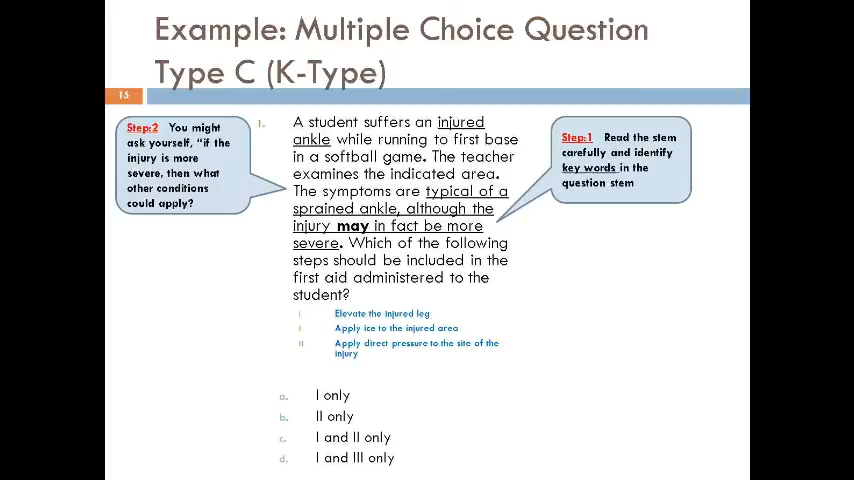 Example: Multiple Choice Question
Type C (K-Type)
15
Step:2 You might
ask yourself, "if the
injury is more
severe, then what
other conditions
could apply?
1. A student suffers an injured
ankle while running to first base
in a softball game. The teacher
examines the indicated area.
The symptoms are typical of a
sprained ankle, although the
injury may in fact be more
severe. Which of the following
steps should be included in the
first aid administered to the
student?
Step:1 Read the stem
carefully and identify
key words in the
question stem
I Elevate the injured leg
II Apply ice to the injured area
III Apply direct pressure to the site of the
injury
a. I only
b. II only
c. I and II only
d. I and III only